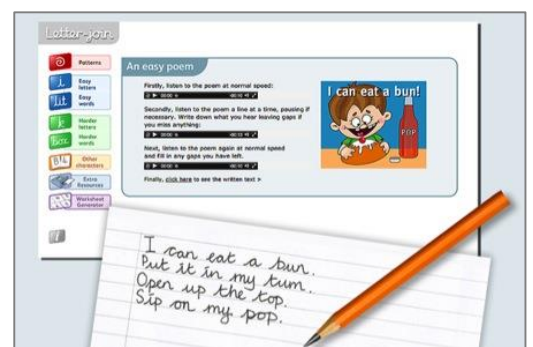 Letter-join
Patterns
Easy
letters
Easy
words
Harder
letters
Harder
words
Other
characters
Extra
Resources
Worksheet
Generator
An easy poem
Firstly, listen to the poem at normal speed:
Secondly, listen to the poem a line at a time, pausing if
necessary. Write down what you hear leaving gaps if
you miss anything:
Next, listen to the poem again at normal speed
and fill in any gaps you have left.
Finally, click here to see the written text >
I can eat a bun!
POP
I can eat a bun.
Put it in my tum.
Open up the top.
Sip on my pop.